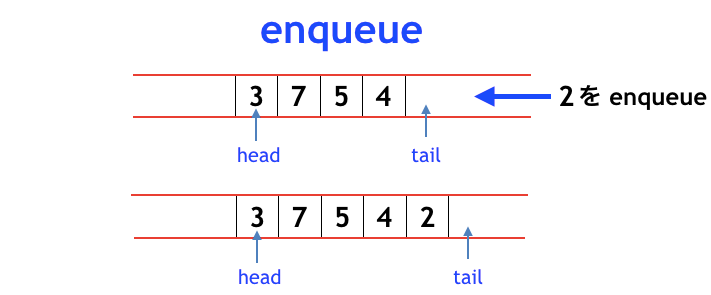 enqueue
3 7 5 4
2 を enqueue
head
tail
3 7 5 4 2
head
tail